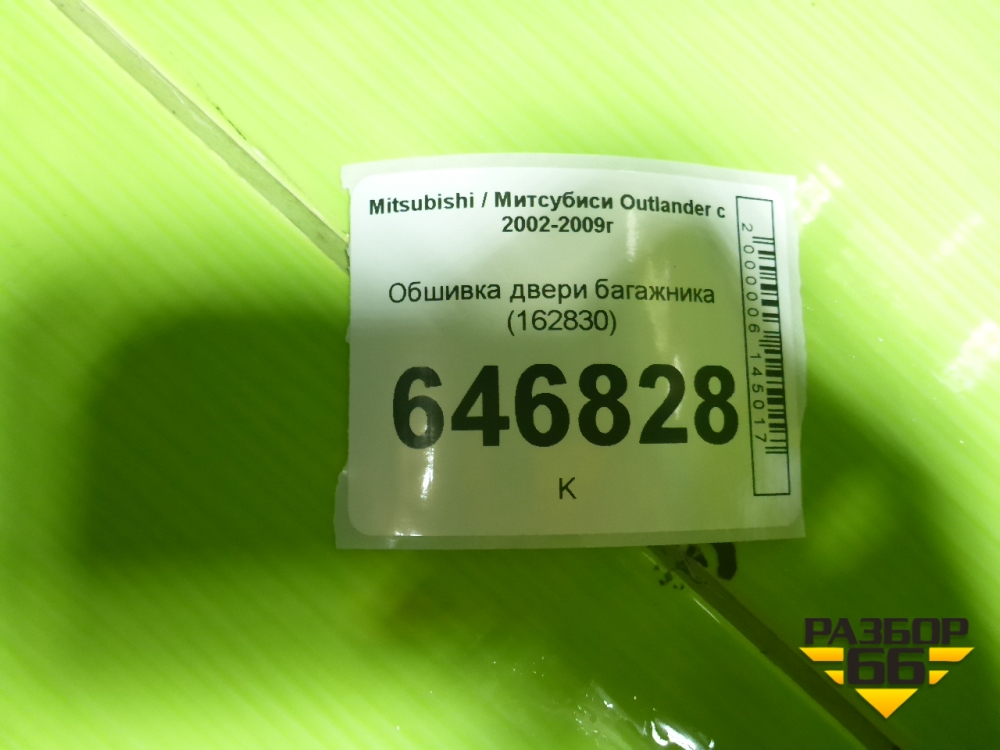 Mitsubishi / Митсубиси Outlander с
2002-2009г
Обшивка двери багажника
(162830)
646828
К
2000006145017
РАЗБОР
66